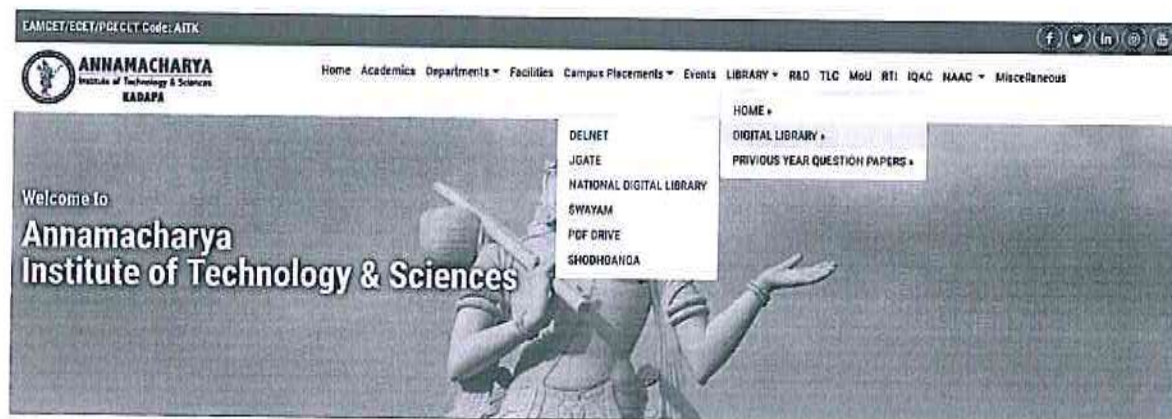 EAMCET/ECET/PGECET Code: AITK
ANNAMACHARYA
Institute of Technology & Sciences
KADAPA
Home Academics Departments Facilities Campus Placements Events LIBRARY R&D TLC MoU RTI IQAC NAAC Miscellaneous
HOME
DIGITAL LIBRARY
PRIVIOUS YEAR QUESTION PAPERS
DELNET
JGATE
NATIONAL DIGITAL LIBRARY
SWAYAM
PDF DRIVE
SHODHGANGA
Welcome to
Annamacharya
Institute of Technology & Sciences